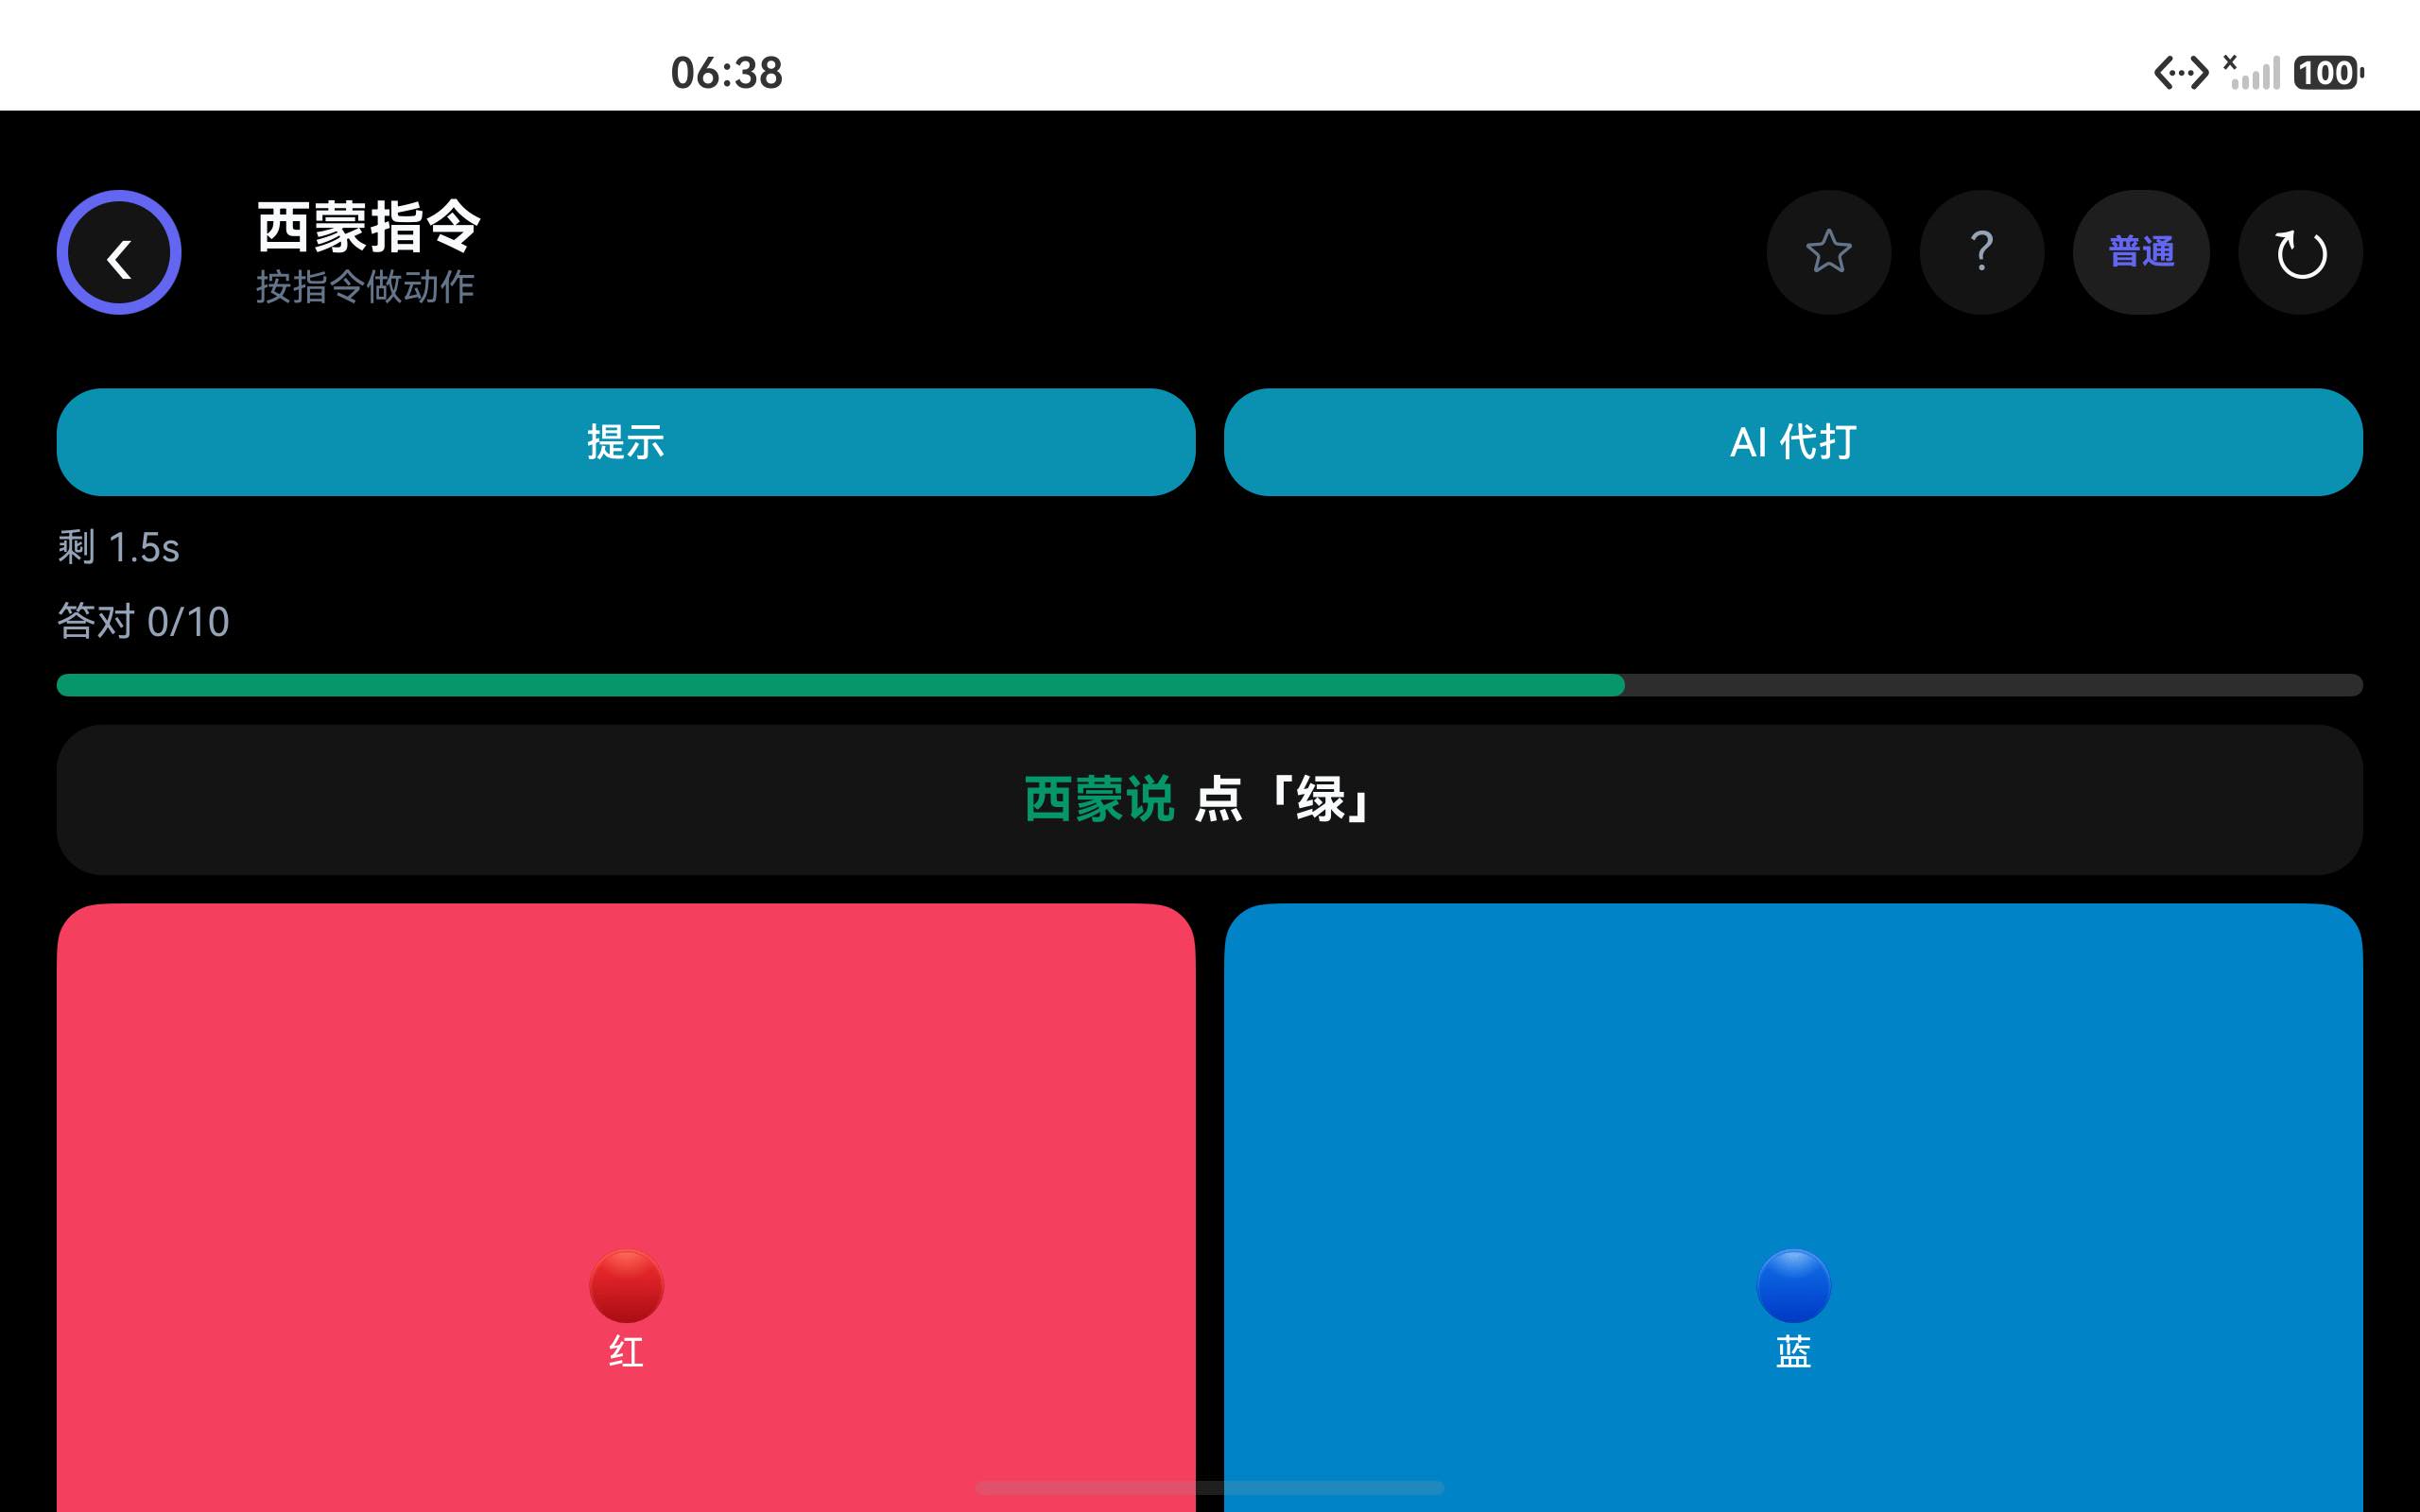 06:38
100
西蒙指令
按指令做动作
?
普通
提示
AI 代打
剩 1.5s
答对 0/10
西蒙说 点「绿」
红
蓝